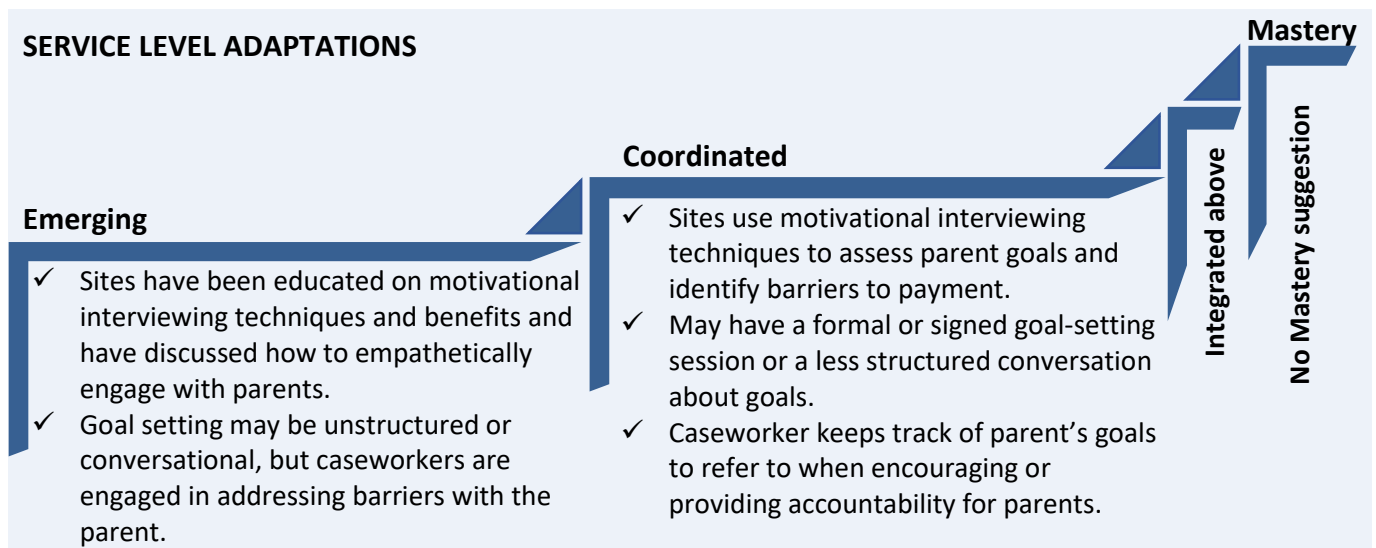 SERVICE LEVEL ADAPTATIONS
Emerging
✓ Sites have been educated on motivational
interviewing techniques and benefits and
have discussed how to empathetically
engage with parents.
✓ Goal setting may be unstructured or
conversational, but caseworkers are
engaged in addressing barriers with the
parent.
Coordinated
✓ Sites use motivational interviewing
techniques to assess parent goals and
identify barriers to payment.
✓ May have a formal or signed goal-setting
session or a less structured conversation
about goals.
✓ Caseworker keeps track of parent’s goals
to refer to when encouraging or
providing accountability for parents.
Integrated above
Mastery
No Mastery suggestion